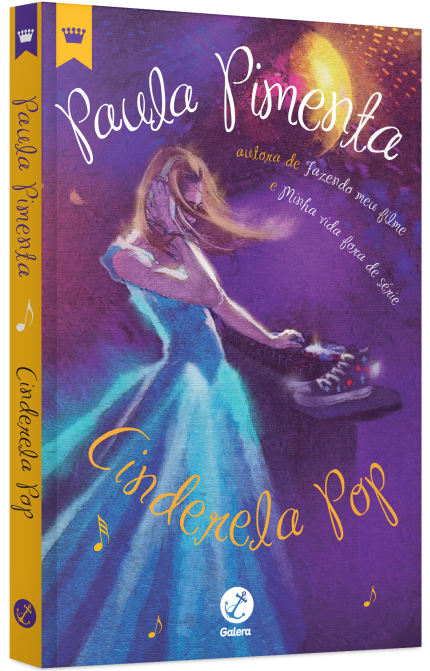 Paula Pimenta
autora de Fazendo meu filme
e Minha vida fora de série
Cinderela Pop
Galera
Paula Pimenta
Cinderela Pop